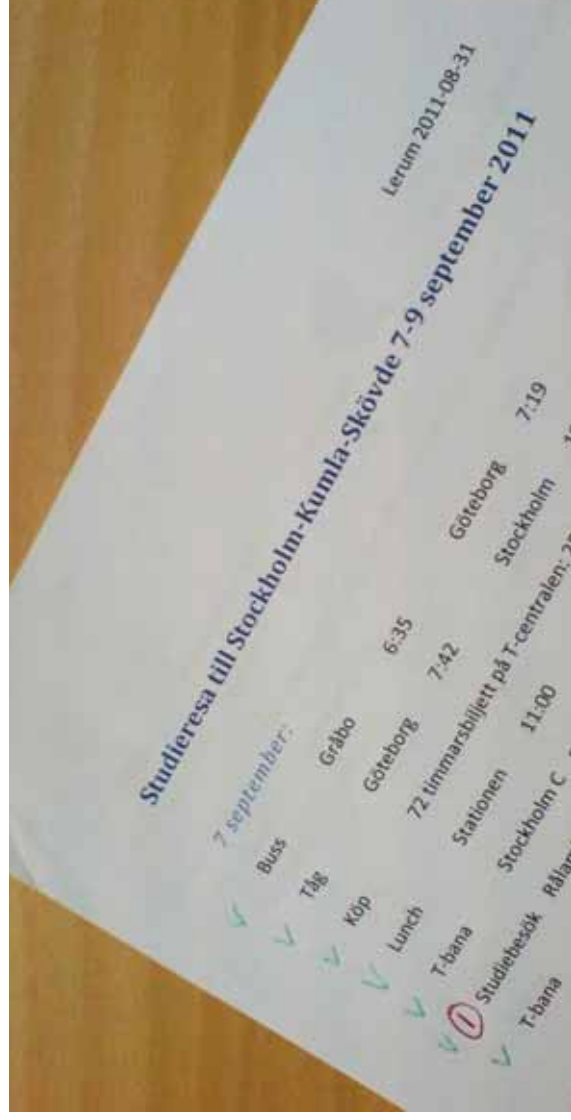 Lerum 2011-08-31
Studieresa till Stockholm-Kumla-Skövde 7-9 september 2011
7 september:
Buss Gråbo 6:35 Göteborg 7:19
Tåg Göteborg 7:42 Stockholm
Köp 72 timmarsbiljett på T-centralen:
Lunch Stationen 11:00
T-bana Stockholm C
1 Studiebesök
T-bana